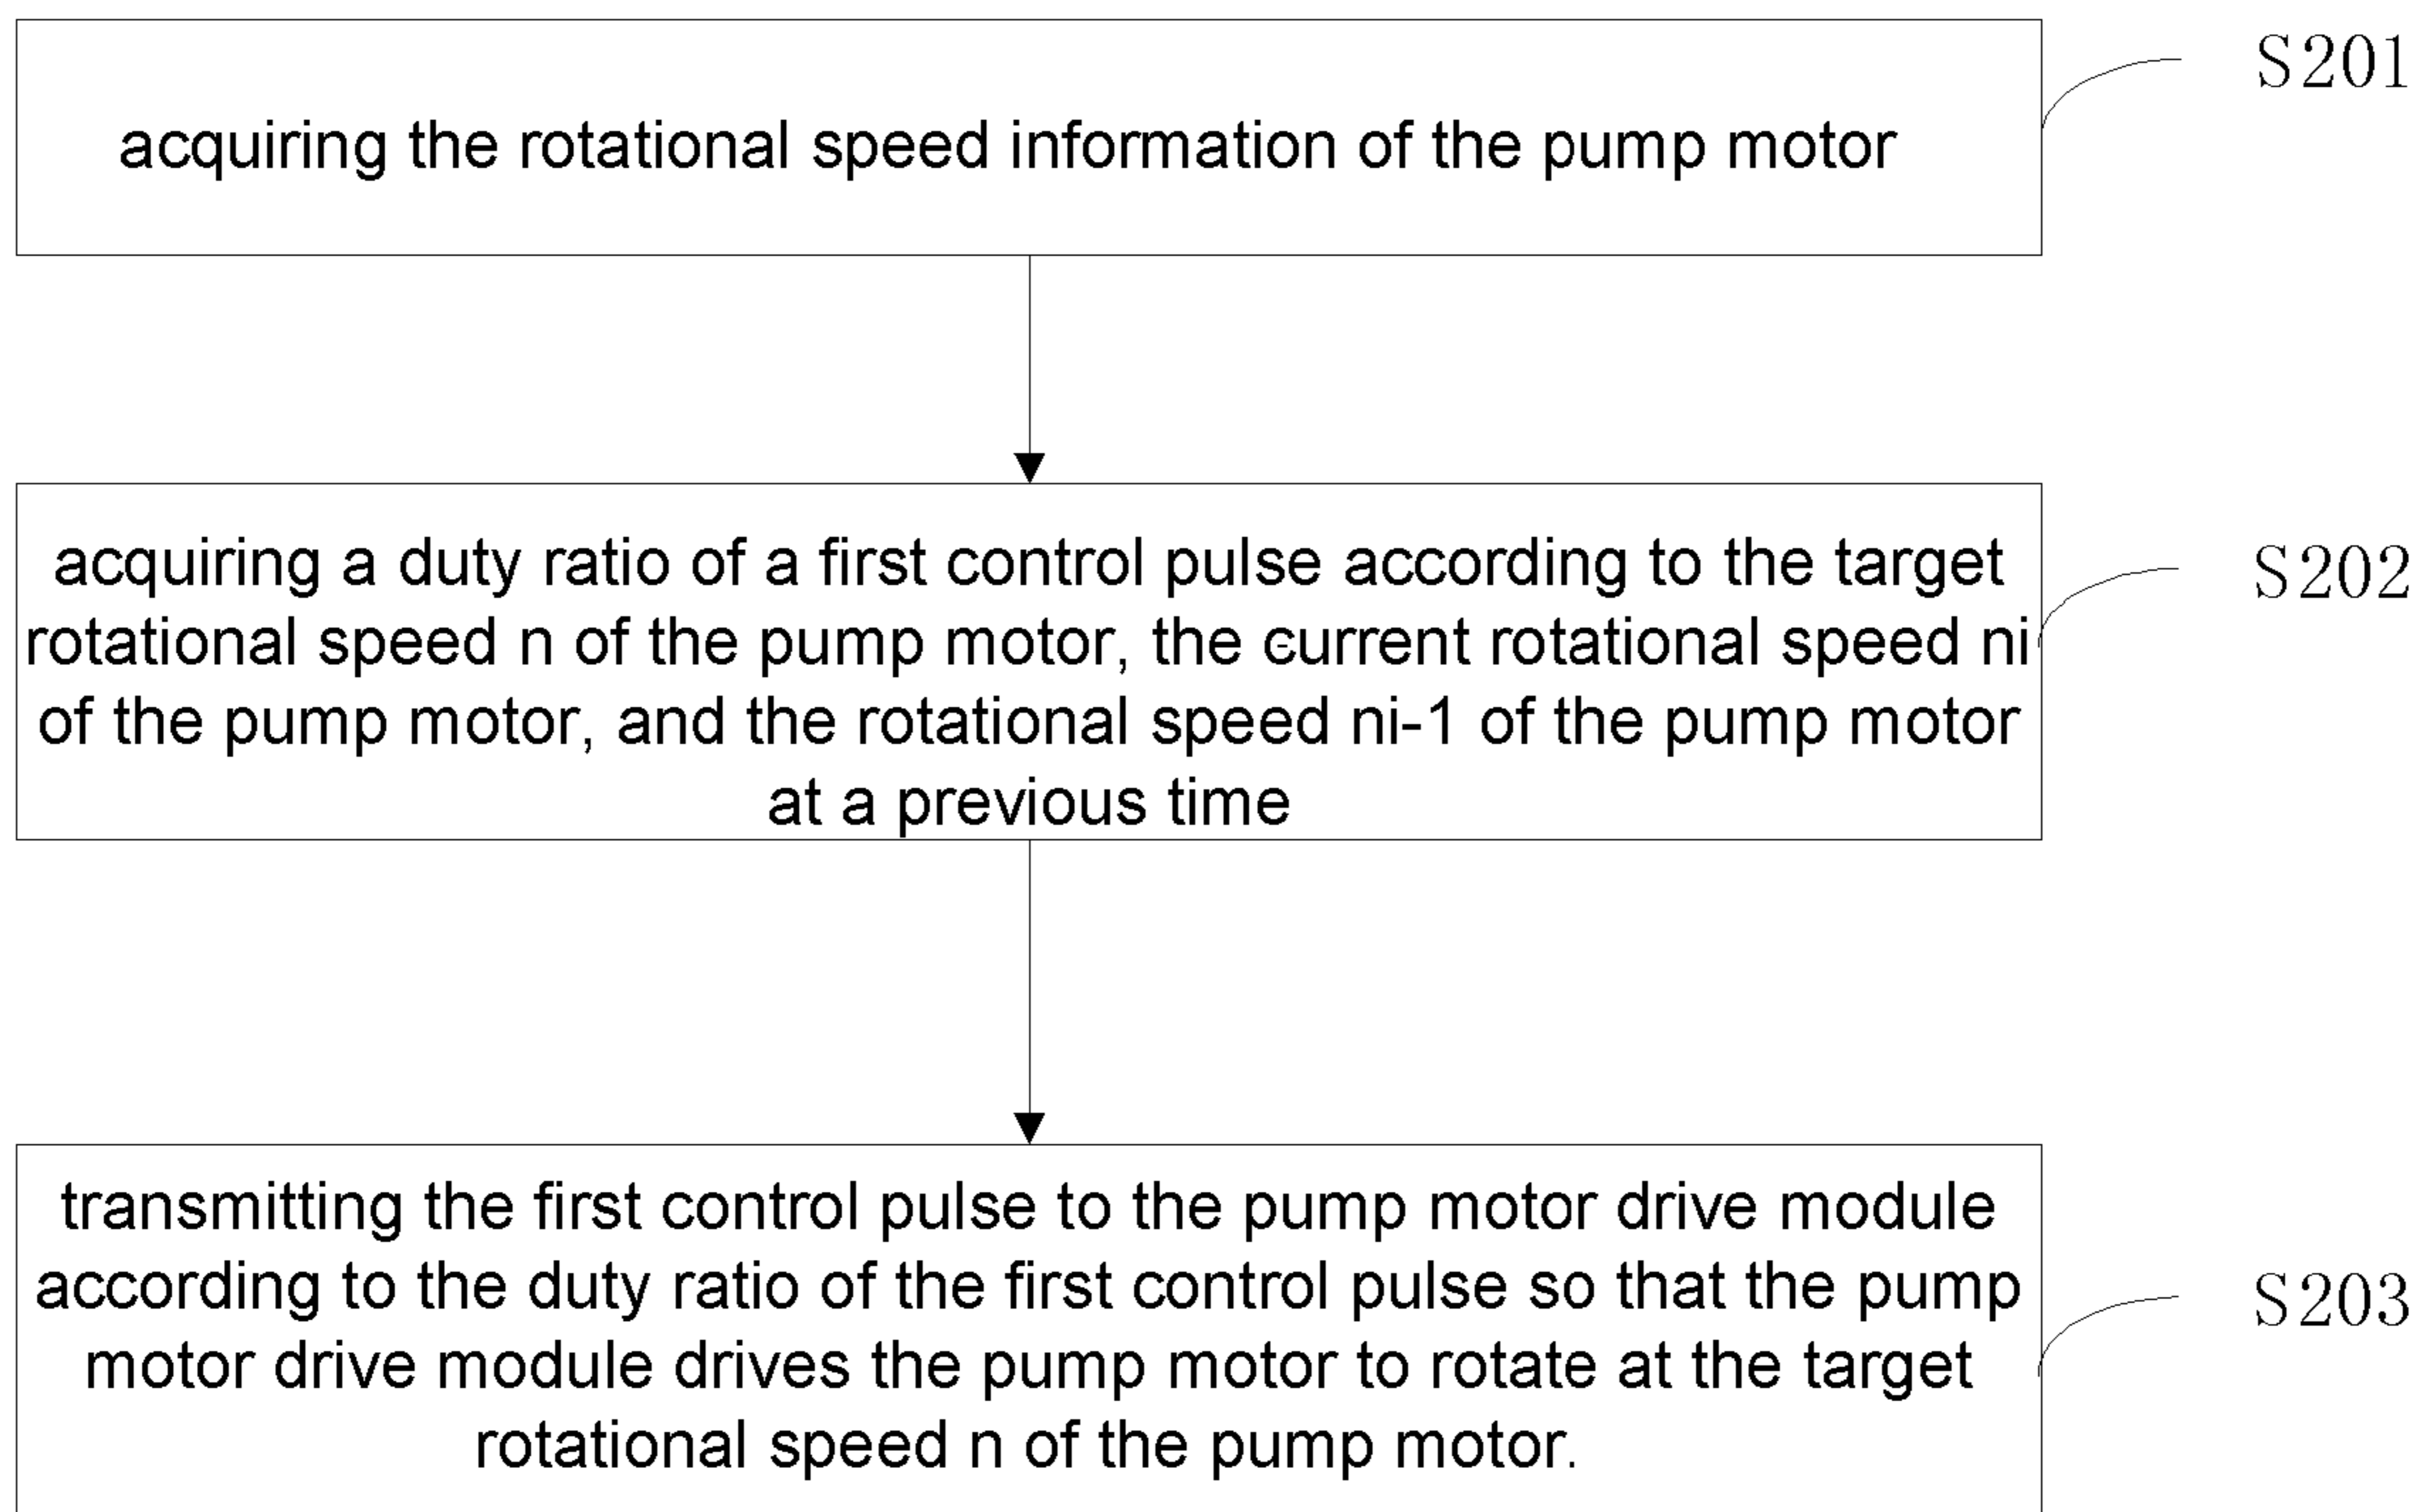 acquiring the rotational speed information of the pump motor
S201
acquiring a duty ratio of a first control pulse according to the target
rotational speed n of the pump motor, the current rotational speed ni
of the pump motor, and the rotational speed ni-1 of the pump motor
at a previous time
S202
transmitting the first control pulse to the pump motor drive module
according to the duty ratio of the first control pulse so that the pump
motor drive module drives the pump motor to rotate at the target
rotational speed n of the pump motor.
S203